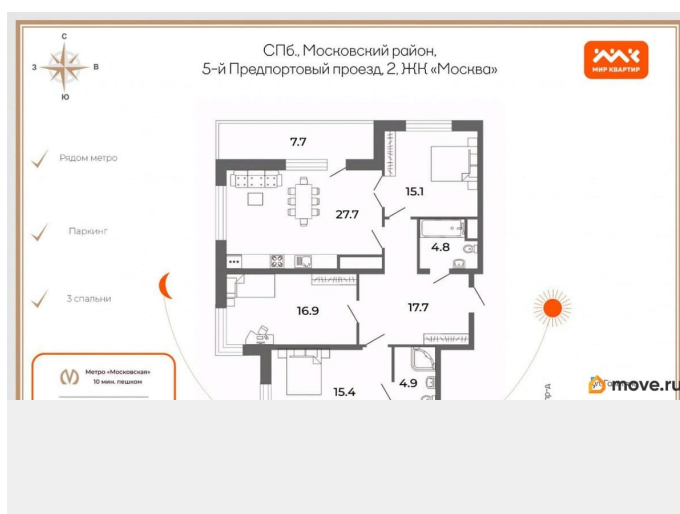 С
З
В
Ю
СПб., Московский район,
5-й Предпортовый проезд, 2, ЖК «Москва»
МИР КВАРТИР
Рядом метро
Паркинг
3 спальни
Метро «Московская»
10 мин. пешком
7.7
15.1
27.7
4.8
16.9
17.7
15.4
4.9
пр-д
move.ru